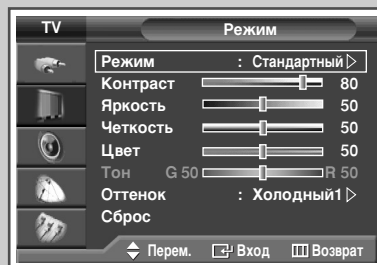 TV Режим
Режим : Стандартный
Контраст 80
Яркость 50
Четкость 50
Цвет 50
Тон G 50 R 50
Оттенок : Холодный1
Сброс
Перем. Вход Возврат